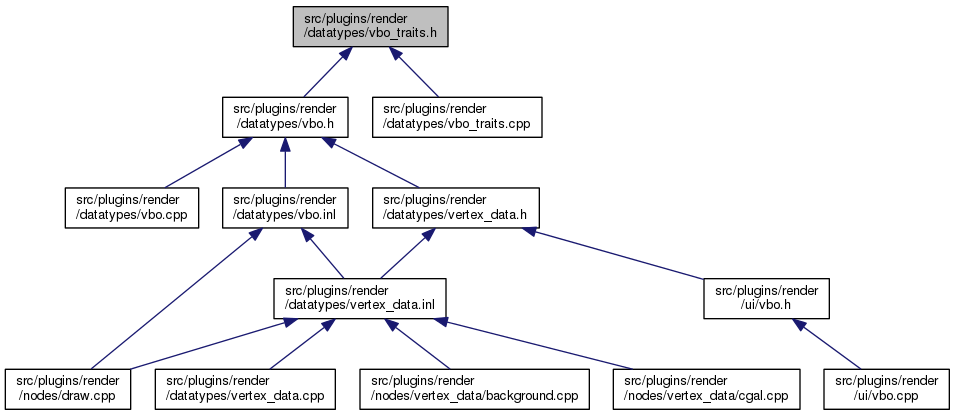 src/plugins/render
/datatypes/vbo_traits.h
src/plugins/render
/datatypes/vbo.h
src/plugins/render
/datatypes/vbo_traits.cpp
src/plugins/render
/datatypes/vbo.cpp
src/plugins/render
/datatypes/vbo.inl
src/plugins/render
/datatypes/vertex_data.h
src/plugins/render
/datatypes/vertex_data.inl
src/plugins/render
/ui/vbo.h
src/plugins/render
/nodes/draw.cpp
src/plugins/render
/datatypes/vertex_data.cpp
src/plugins/render
/nodes/vertex_data/background.cpp
src/plugins/render
/nodes/vertex_data/cgal.cpp
src/plugins/render
/ui/vbo.cpp